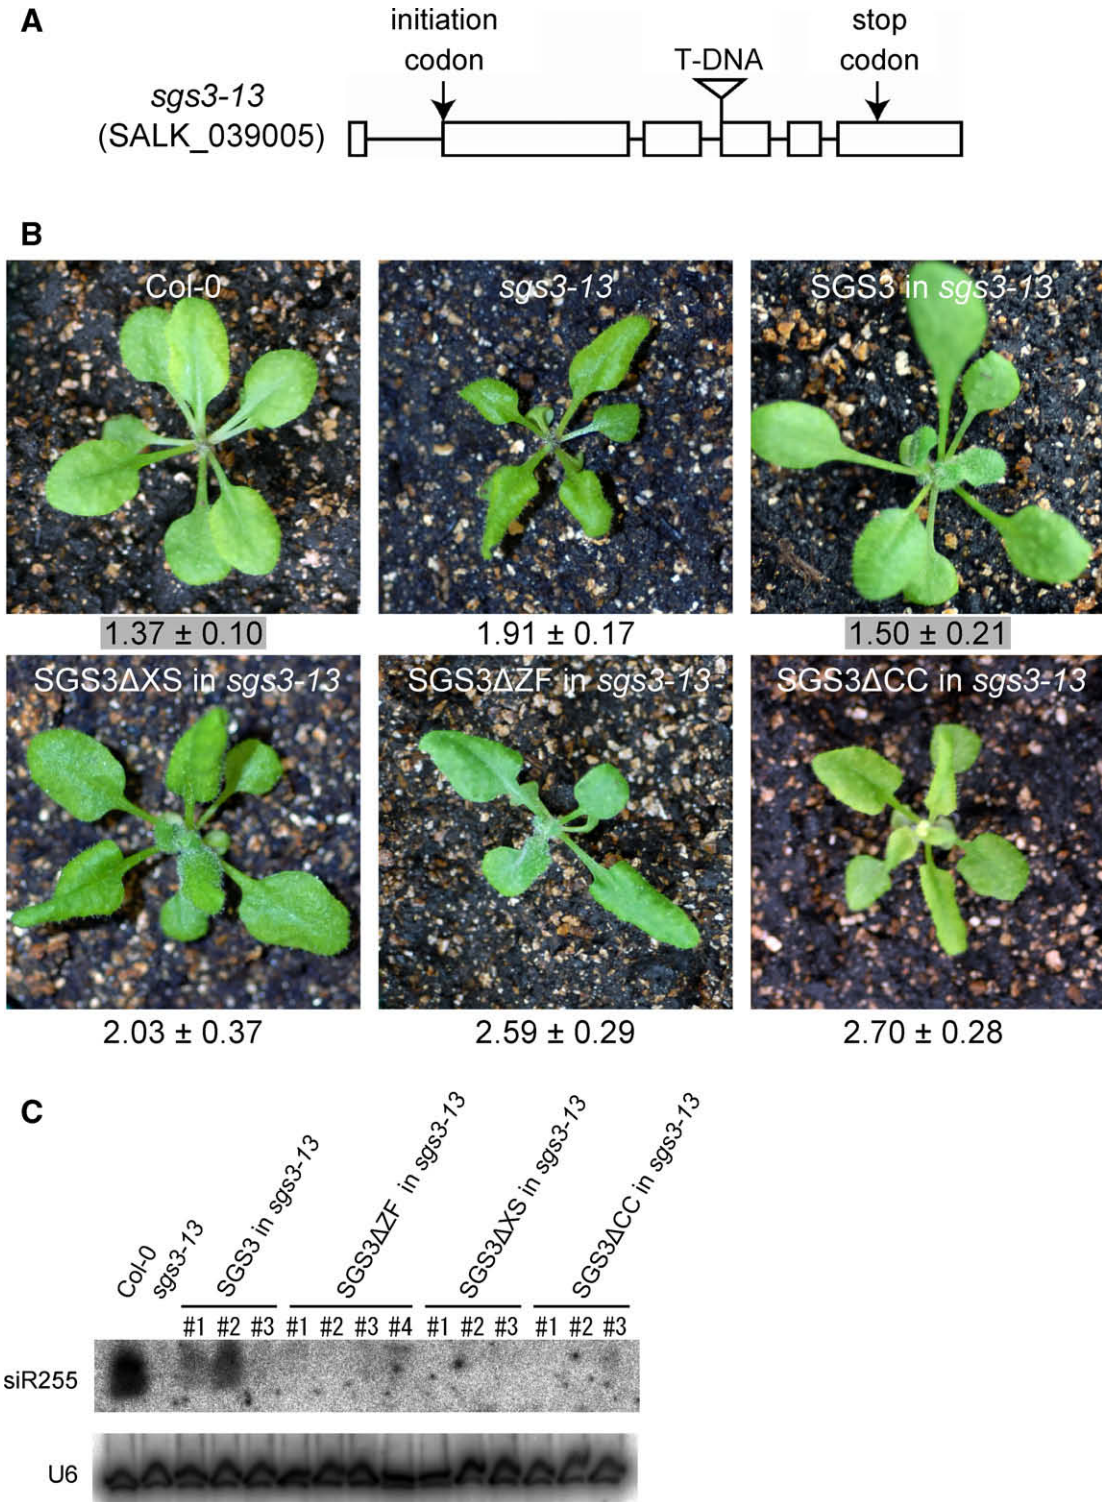 A
initiation
codon
stop
codon
T-DNA
sgs3-13
(SALK_039005)
B
Col-0
sgs3-13
SGS3 in sgs3-13
1.37 ± 0.10
1.91 ± 0.17
1.50 ± 0.21
SGS3ΔXS in sgs3-13
SGS3ΔZF in sgs3-13
SGS3ΔCC in sgs3-13
2.03 ± 0.37
2.59 ± 0.29
2.70 ± 0.28
C
Col-0
sgs3-13
SGS3 in sgs3-13
SGS3ΔZF in sgs3-13
SGS3ΔXS in sgs3-13
SGS3ΔCC in sgs3-13
#1 #2 #3 #1 #2 #3 #4 #1 #2 #3 #1 #2 #3
siR255
U6